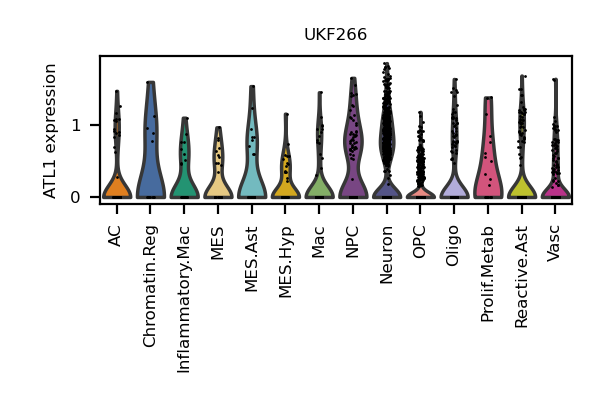 UKF266
ATL1 expression
1
0
AC
Chromatin.Reg
Inflammatory.Mac
MES
MES.Ast
MES.Hyp
Mac
NPC
Neuron
OPC
Oligo
Prolif.Metab
Reactive.Ast
Vasc